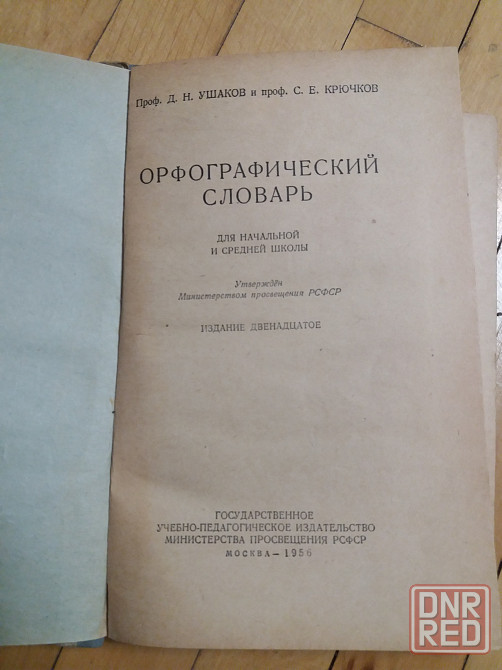 Проф. Д. Н. УШАКОВ и проф. С. Е. КРЮЧКОВ
ОРФОГРАФИЧЕСКИЙ
СЛОВАРЬ
ДЛЯ НАЧАЛЬНОЙ
И СРЕДНЕЙ ШКОЛЫ
Утверждён
Министерством просвещения РСФСР
ИЗДАНИЕ ДВЕНАДЦАТОЕ
ГОСУДАРСТВЕННОЕ
УЧЕБНО-ПЕДАГОГИЧЕСКОЕ ИЗДАТЕЛЬСТВО
МИНИСТЕРСТВА ПРОСВЕЩЕНИЯ РСФСР
МОСКВА — 1956
DNR
RED